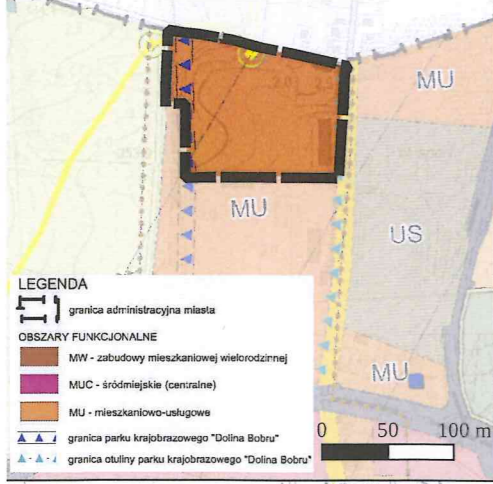 MU
MU
US
MU
LEGENDA
granica administracyjna miasta
OBSZARY FUNKCJONALNE
MW - zabudowy mieszkaniowej wielorodzinnej
MUC - śródmiejskie (centralne)
MU - mieszkaniowo-usługowe
granica parku krajobrazowego "Dolina Bobru"
granica otuliny parku krajobrazowego "Dolina Bobru"
0 50 100 m